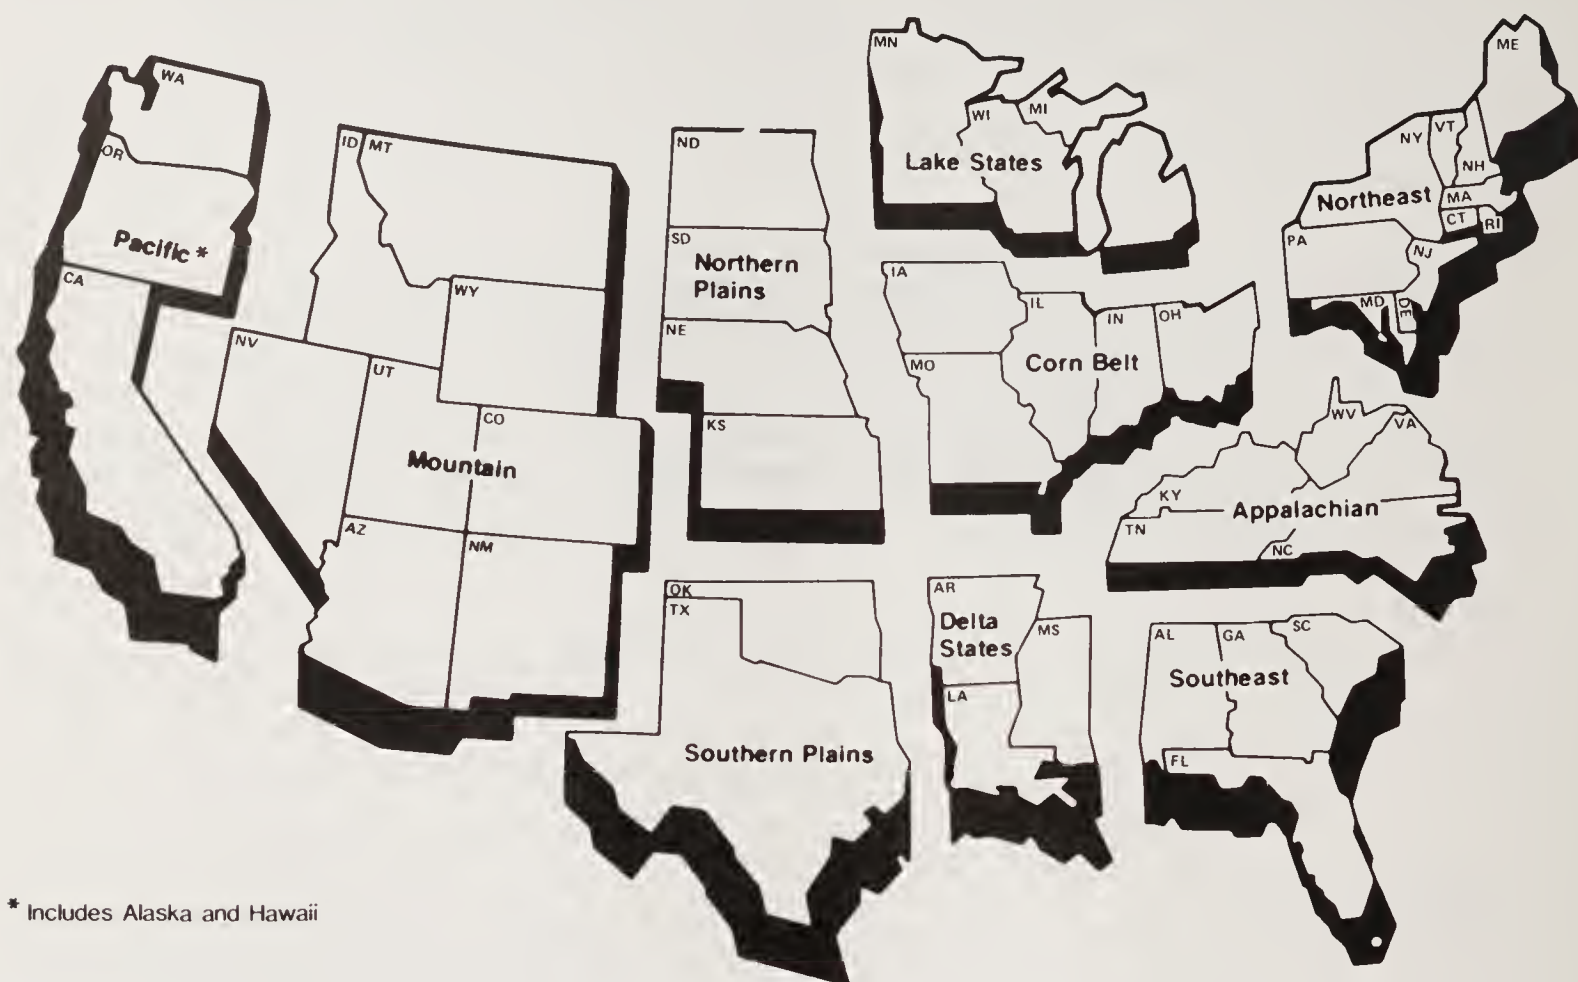 WA
OR
Pacific *
CA
ID
MT
WY
NV
UT
CO
Mountain
AZ
NM
ND
SD
Northern
Plains
NE
KS
OK
TX
Southern Plains
MN
WI
MI
Lake States
IA
IL
IN
OH
MO
Corn Belt
AR
Delta
States
MS
LA
ME
NY
VT
NH
Northeast
MA
CT
RI
PA
NJ
MD
DE
WV
VA
KY
Appalachian
TN
NC
AL
GA
SC
Southeast
FL
* Includes Alaska and Hawaii